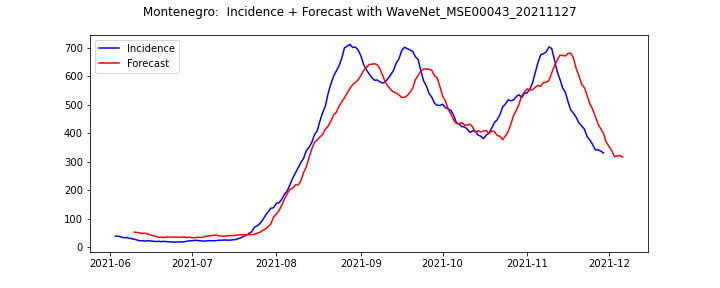 Montenegro:  Incidence + Forecast with WaveNet_MSE00043_20211127
Incidence
Forecast
700
600
500
400
300
200
100
0
2021-06 2021-07 2021-08 2021-09 2021-10 2021-11 2021-12